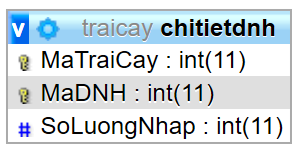 v traicay chitietdnh
MaTraiCay : int(11)
MaDNH : int(11)
# SoLuongNhap : int(11)